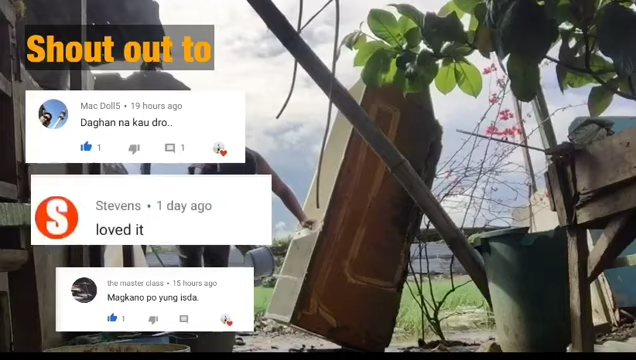 Shout out to
Mac Doll5 • 19 hours ago
Daghan na kau dro..
1 1
S
Stevens • 1 day ago
loved it
the master class • 15 hours ago
Magkano po yung isda.
1